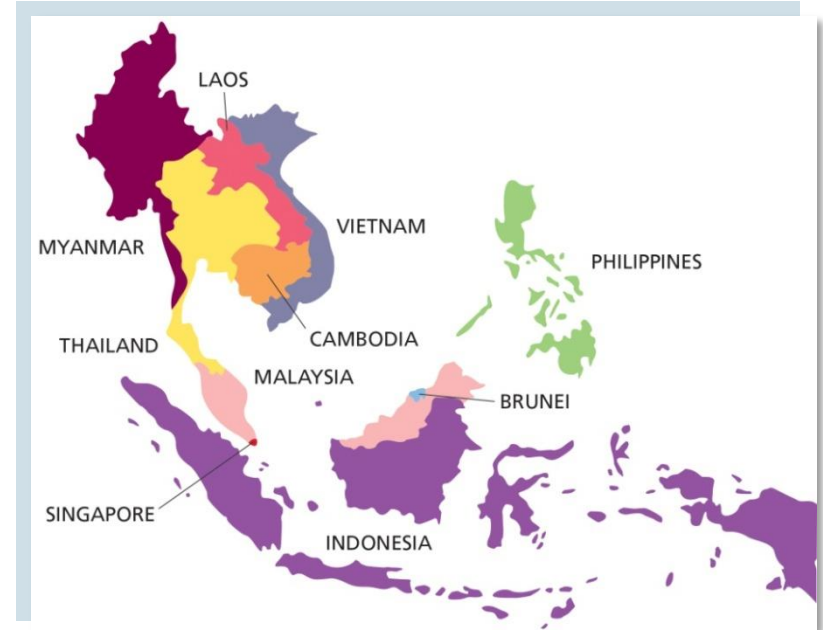 LAOS
VIETNAM
MYANMAR
PHILIPPINES
CAMBODIA
THAILAND
MALAYSIA
BRUNEI
SINGAPORE
INDONESIA